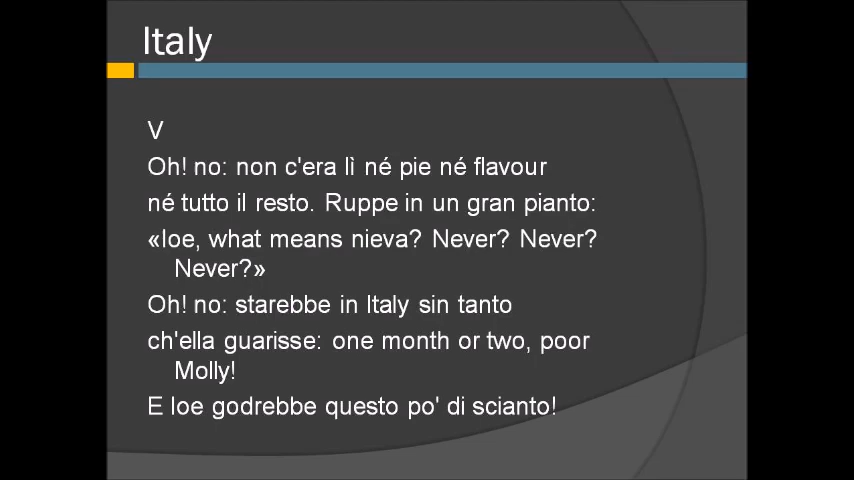 Italy
V
Oh! no: non c'era lì né pie né flavour
né tutto il resto. Ruppe in un gran pianto:
«Ioe, what means nieva? Never? Never?
Never?»
Oh! no: starebbe in Italy sin tanto
ch'ella guarisse: one month or two, poor
Molly!
E Ioe godrebbe questo po' di scianto!